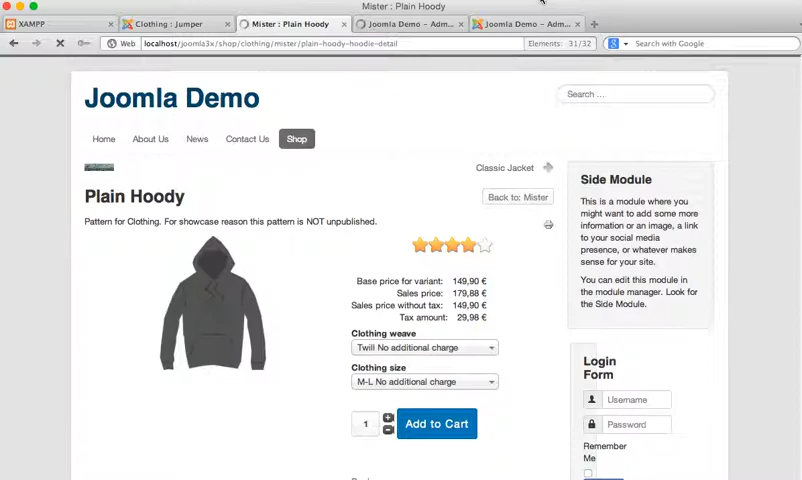 Mister : Plain Hoody
XAMPP
Clothing : Jumper
Mister : Plain Hoody
Joomla Demo – Adm...
Joomla Demo – Adm...
Web
localhost/joomla3x/shop/clothing/mister/plain-hoody-hoodie-detail
Elements: 31/32
Search with Google
Joomla Demo
Search ...
Home
About Us
News
Contact Us
Shop
Classic Jacket
Plain Hoody
Back to: Mister
Pattern for Clothing. For showcase reason this pattern is NOT unpublished.
Base price for variant: 149,90 €
Sales price: 179,88 €
Sales price without tax: 149,90 €
Tax amount: 29,98 €
Clothing weave
Twill No additional charge
Clothing size
M-L No additional charge
1
Add to Cart
Side Module
This is a module where you
might want to add some more
information or an image, a link
to your social media
presence, or whatever makes
sense for your site.
You can edit this module in
the module manager. Look for
the Side Module.
Login
Form
Username
Password
Remember
Me